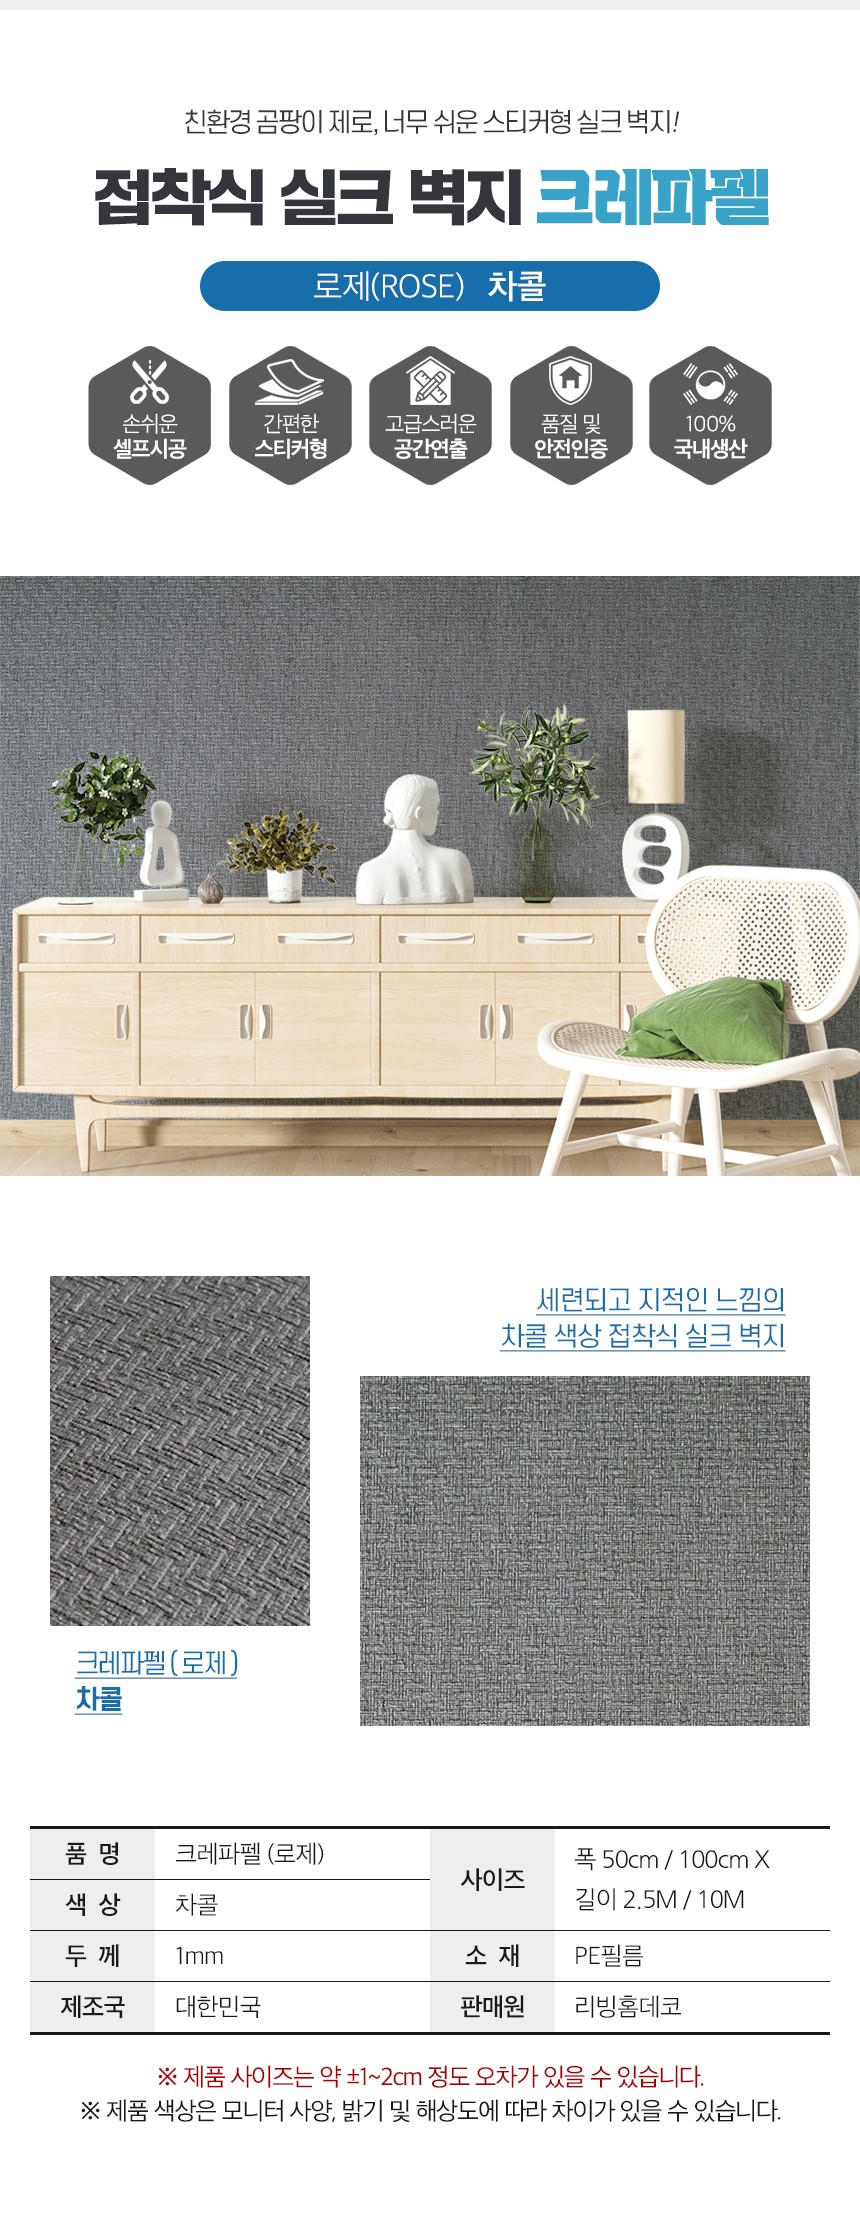 친환경 곰팡이 제로, 너무 쉬운 스티커형 실크 벽지!
접착식 실크 벽지 크레파펠
로제(ROSE) 차콜
손쉬운
셀프시공
간편한
스티커형
고급스러운
공간연출
품질 및
안전인증
100%
국내생산
세련되고 지적인 느낌의
차콜 색상 접착식 실크 벽지
크레파펠 ( 로제 )
차콜
품 명 크레파펠 (로제)
색 상 차콜
사이즈 폭 50cm / 100cm X
길이 2.5M / 10M
두 께 1mm 소 재 PE필름
제조국 대한민국 판매원 리빙홈데코
※ 제품 사이즈는 약 ±1~2cm 정도 오차가 있을 수 있습니다.
※ 제품 색상은 모니터 사양, 밝기 및 해상도에 따라 차이가 있을 수 있습니다.